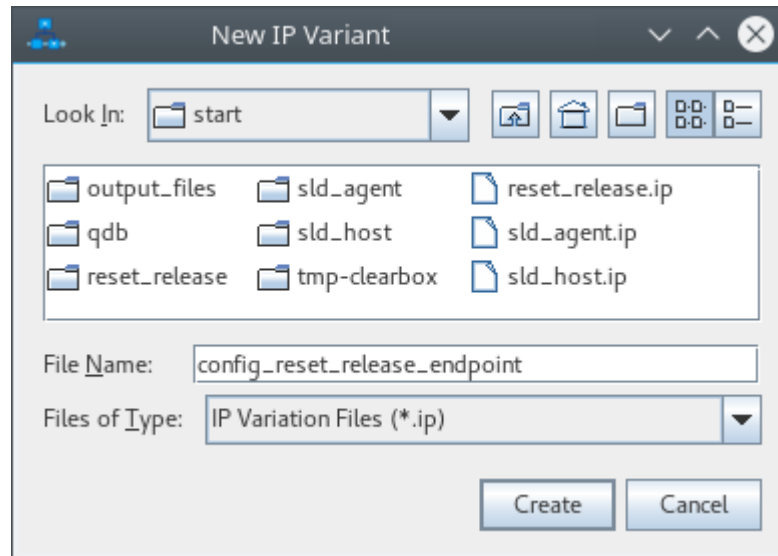 New IP Variant
Look In: start
output_files sld_agent reset_release.ip
qdb sld_host sld_agent.ip
reset_release tmp-clearbox sld_host.ip
File Name: config_reset_release_endpoint
Files of Type: IP Variation Files (*.ip)
Create Cancel